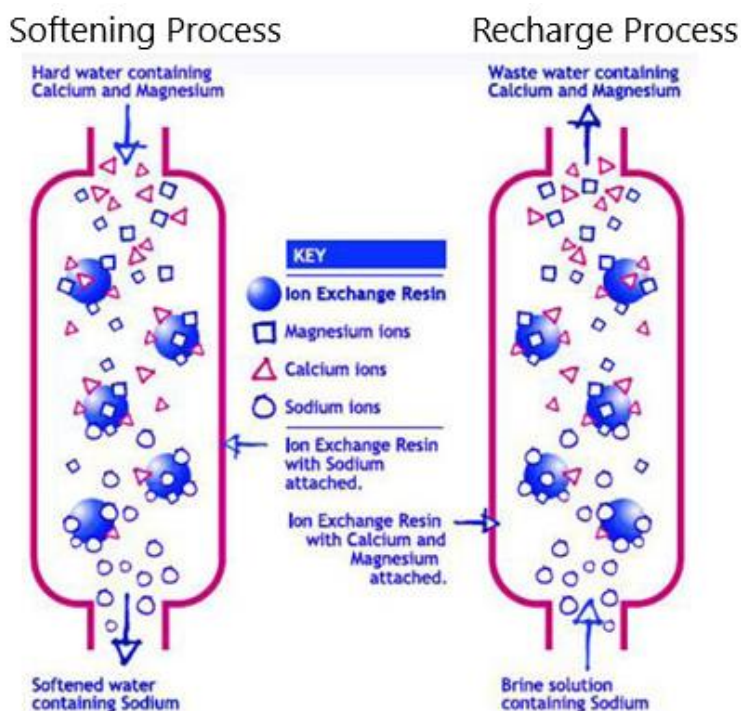 Softening Process
Recharge Process
Hard water containing
Calcium and Magnesium
Waste water containing
Calcium and Magnesium
KEY
Ion Exchange Resin
Magnesium ions
Calcium ions
Sodium ions
Ion Exchange Resin
with Sodium
attached.
Ion Exchange Resin
with Calcium and
Magnesium
attached.
Softened water
containing Sodium
Brine solution
containing Sodium